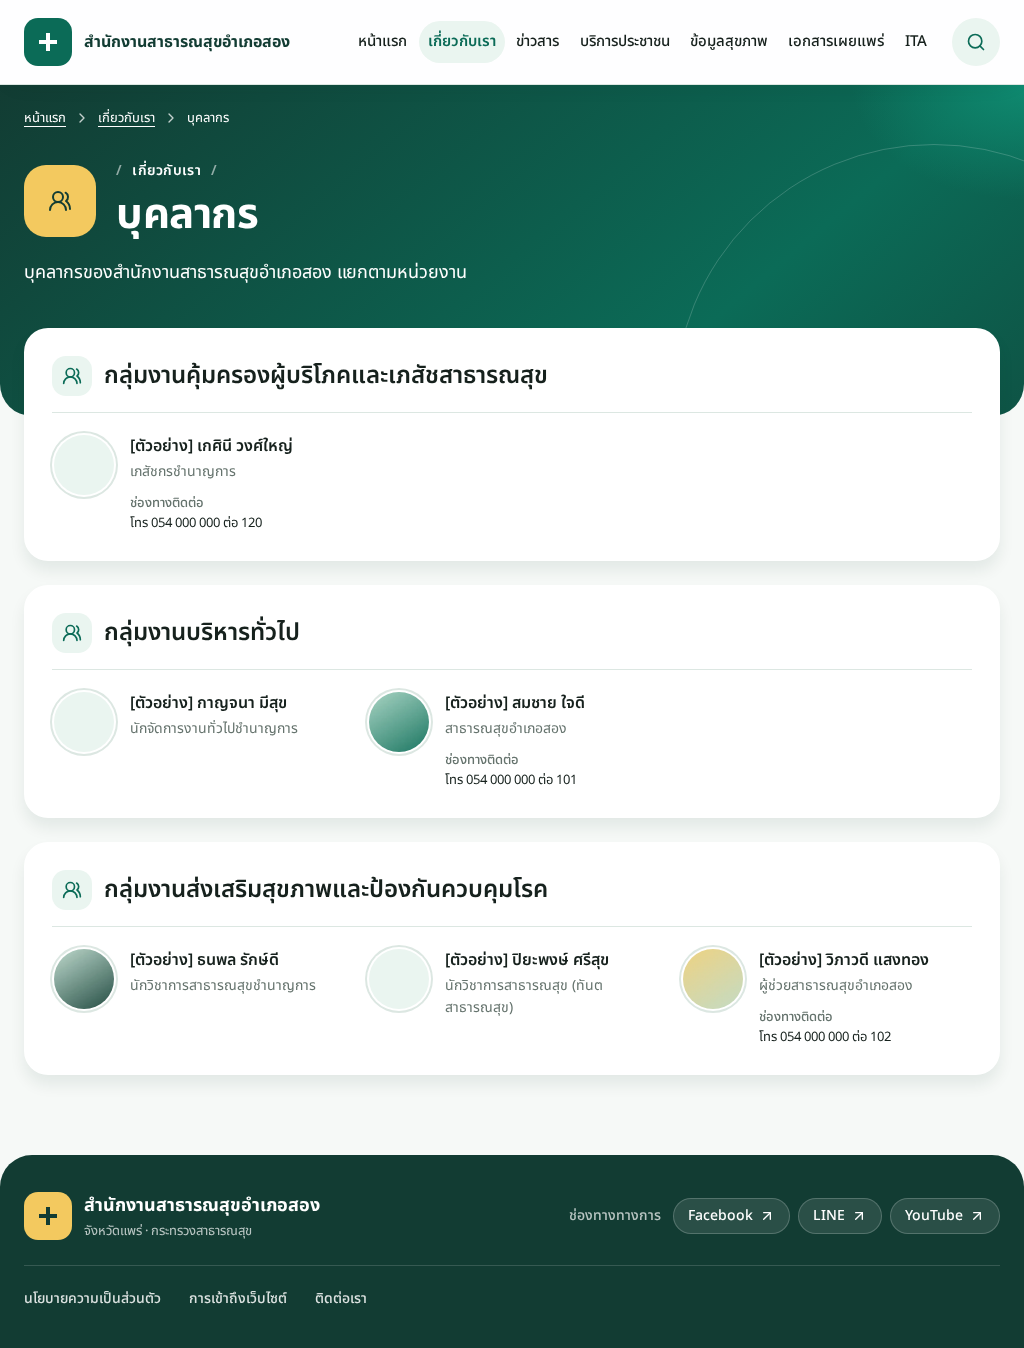 สำนักงานสาธารณสุขอำเภอสอง
หน้าแรก
เกี่ยวกับเรา
ข่าวสาร
บริการประชาชน
ข้อมูลสุขภาพ
เอกสารเผยแพร่
ITA
หน้าแรก > เกี่ยวกับเรา > บุคลากร
/ เกี่ยวกับเรา /
บุคลากร
บุคลากรของสำนักงานสาธารณสุขอำเภอสอง แยกตามหน่วยงาน
กลุ่มงานคุ้มครองผู้บริโภคและเภสัชสาธารณสุข
[ตัวอย่าง] เกศินี วงศ์ใหญ่
เภสัชกรชำนาญการ
ช่องทางติดต่อ
โทร 054 000 000 ต่อ 120
กลุ่มงานบริหารทั่วไป
[ตัวอย่าง] กาญจนา มีสุข
นักจัดการงานทั่วไปชำนาญการ
[ตัวอย่าง] สมชาย ใจดี
สาธารณสุขอำเภอสอง
ช่องทางติดต่อ
โทร 054 000 000 ต่อ 101
กลุ่มงานส่งเสริมสุขภาพและป้องกันควบคุมโรค
[ตัวอย่าง] ธนพล รักษ์ดี
นักวิชาการสาธารณสุขชำนาญการ
[ตัวอย่าง] ปิยะพงษ์ ศรีสุข
นักวิชาการสาธารณสุข (ทันต
สาธารณสุข)
[ตัวอย่าง] วิภาวดี แสงทอง
ผู้ช่วยสาธารณสุขอำเภอสอง
ช่องทางติดต่อ
โทร 054 000 000 ต่อ 102
สำนักงานสาธารณสุขอำเภอสอง
จังหวัดแพร่ · กระทรวงสาธารณสุข
ช่องทางทางการ
Facebook
LINE
YouTube
นโยบายความเป็นส่วนตัว
การเข้าถึงเว็บไซต์
ติดต่อเรา